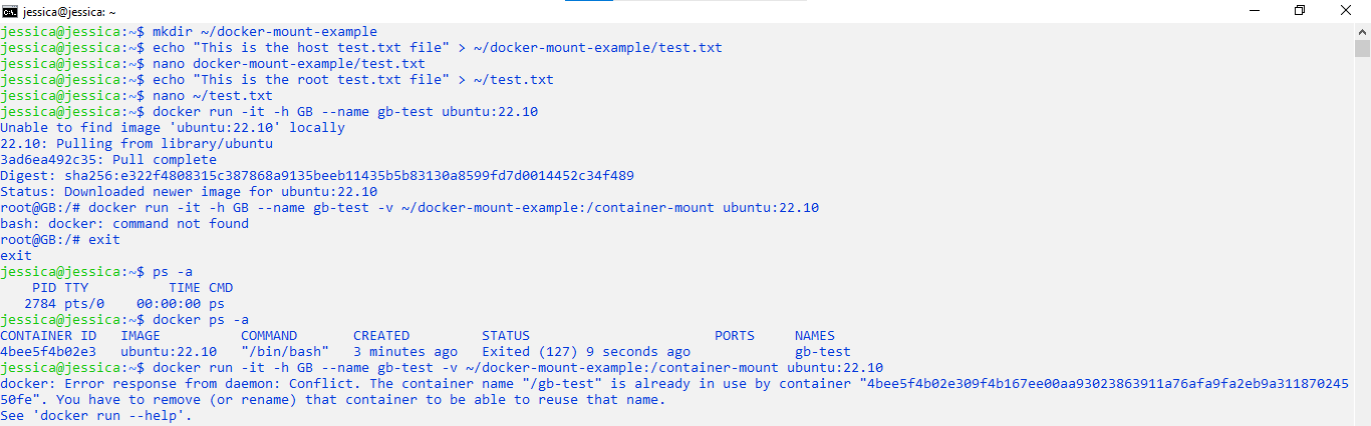 jessica@jessica: ~
jessica@jessica:~$ mkdir ~/docker-mount-example
jessica@jessica:~$ echo "This is the host test.txt file" > ~/docker-mount-example/test.txt
jessica@jessica:~$ nano docker-mount-example/test.txt
jessica@jessica:~$ echo "This is the root test.txt file" > ~/test.txt
jessica@jessica:~$ nano ~/test.txt
jessica@jessica:~$ docker run -it -h GB --name gb-test ubuntu:22.10
Unable to find image 'ubuntu:22.10' locally
22.10: Pulling from library/ubuntu
3ad6ea492c35: Pull complete
Digest: sha256:e322f4808315c387868a9135beeb11435b5b83130a8599fd7d0014452c34f489
Status: Downloaded newer image for ubuntu:22.10
root@GB:/# docker run -it -h GB --name gb-test -v ~/docker-mount-example:/container-mount ubuntu:22.10
bash: docker: command not found
root@GB:/# exit
exit
jessica@jessica:~$ ps -a
    PID TTY          TIME CMD
   2784 pts/0    00:00:00 ps
jessica@jessica:~$ docker ps -a
CONTAINER ID   IMAGE          COMMAND       CREATED         STATUS                       PORTS     NAMES
4bee5f4b02e3   ubuntu:22.10   "/bin/bash"   3 minutes ago   Exited (127) 9 seconds ago             gb-test
jessica@jessica:~$ docker run -it -h GB --name gb-test -v ~/docker-mount-example:/container-mount ubuntu:22.10
docker: Error response from daemon: Conflict. The container name "/gb-test" is already in use by container "4bee5f4b02e309f4b167ee00aa93023863911a76afa9fa2eb9a311870245
50fe". You have to remove (or rename) that container to be able to reuse that name.
See 'docker run --help'.